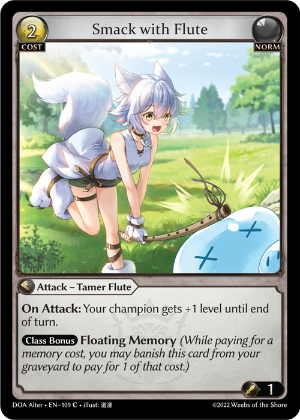 2
Smack with Flute
COST
NORM
Attack – Tamer Flute
On Attack: Your champion gets +1 level until end
of turn.
Class Bonus Floating Memory (While paying for
a memory cost, you may banish this card from your
graveyard to pay for 1 of that cost.)
1
DOA Alter • EN-109 C • illust: 湯浸
©2022 Weebs of the Shore